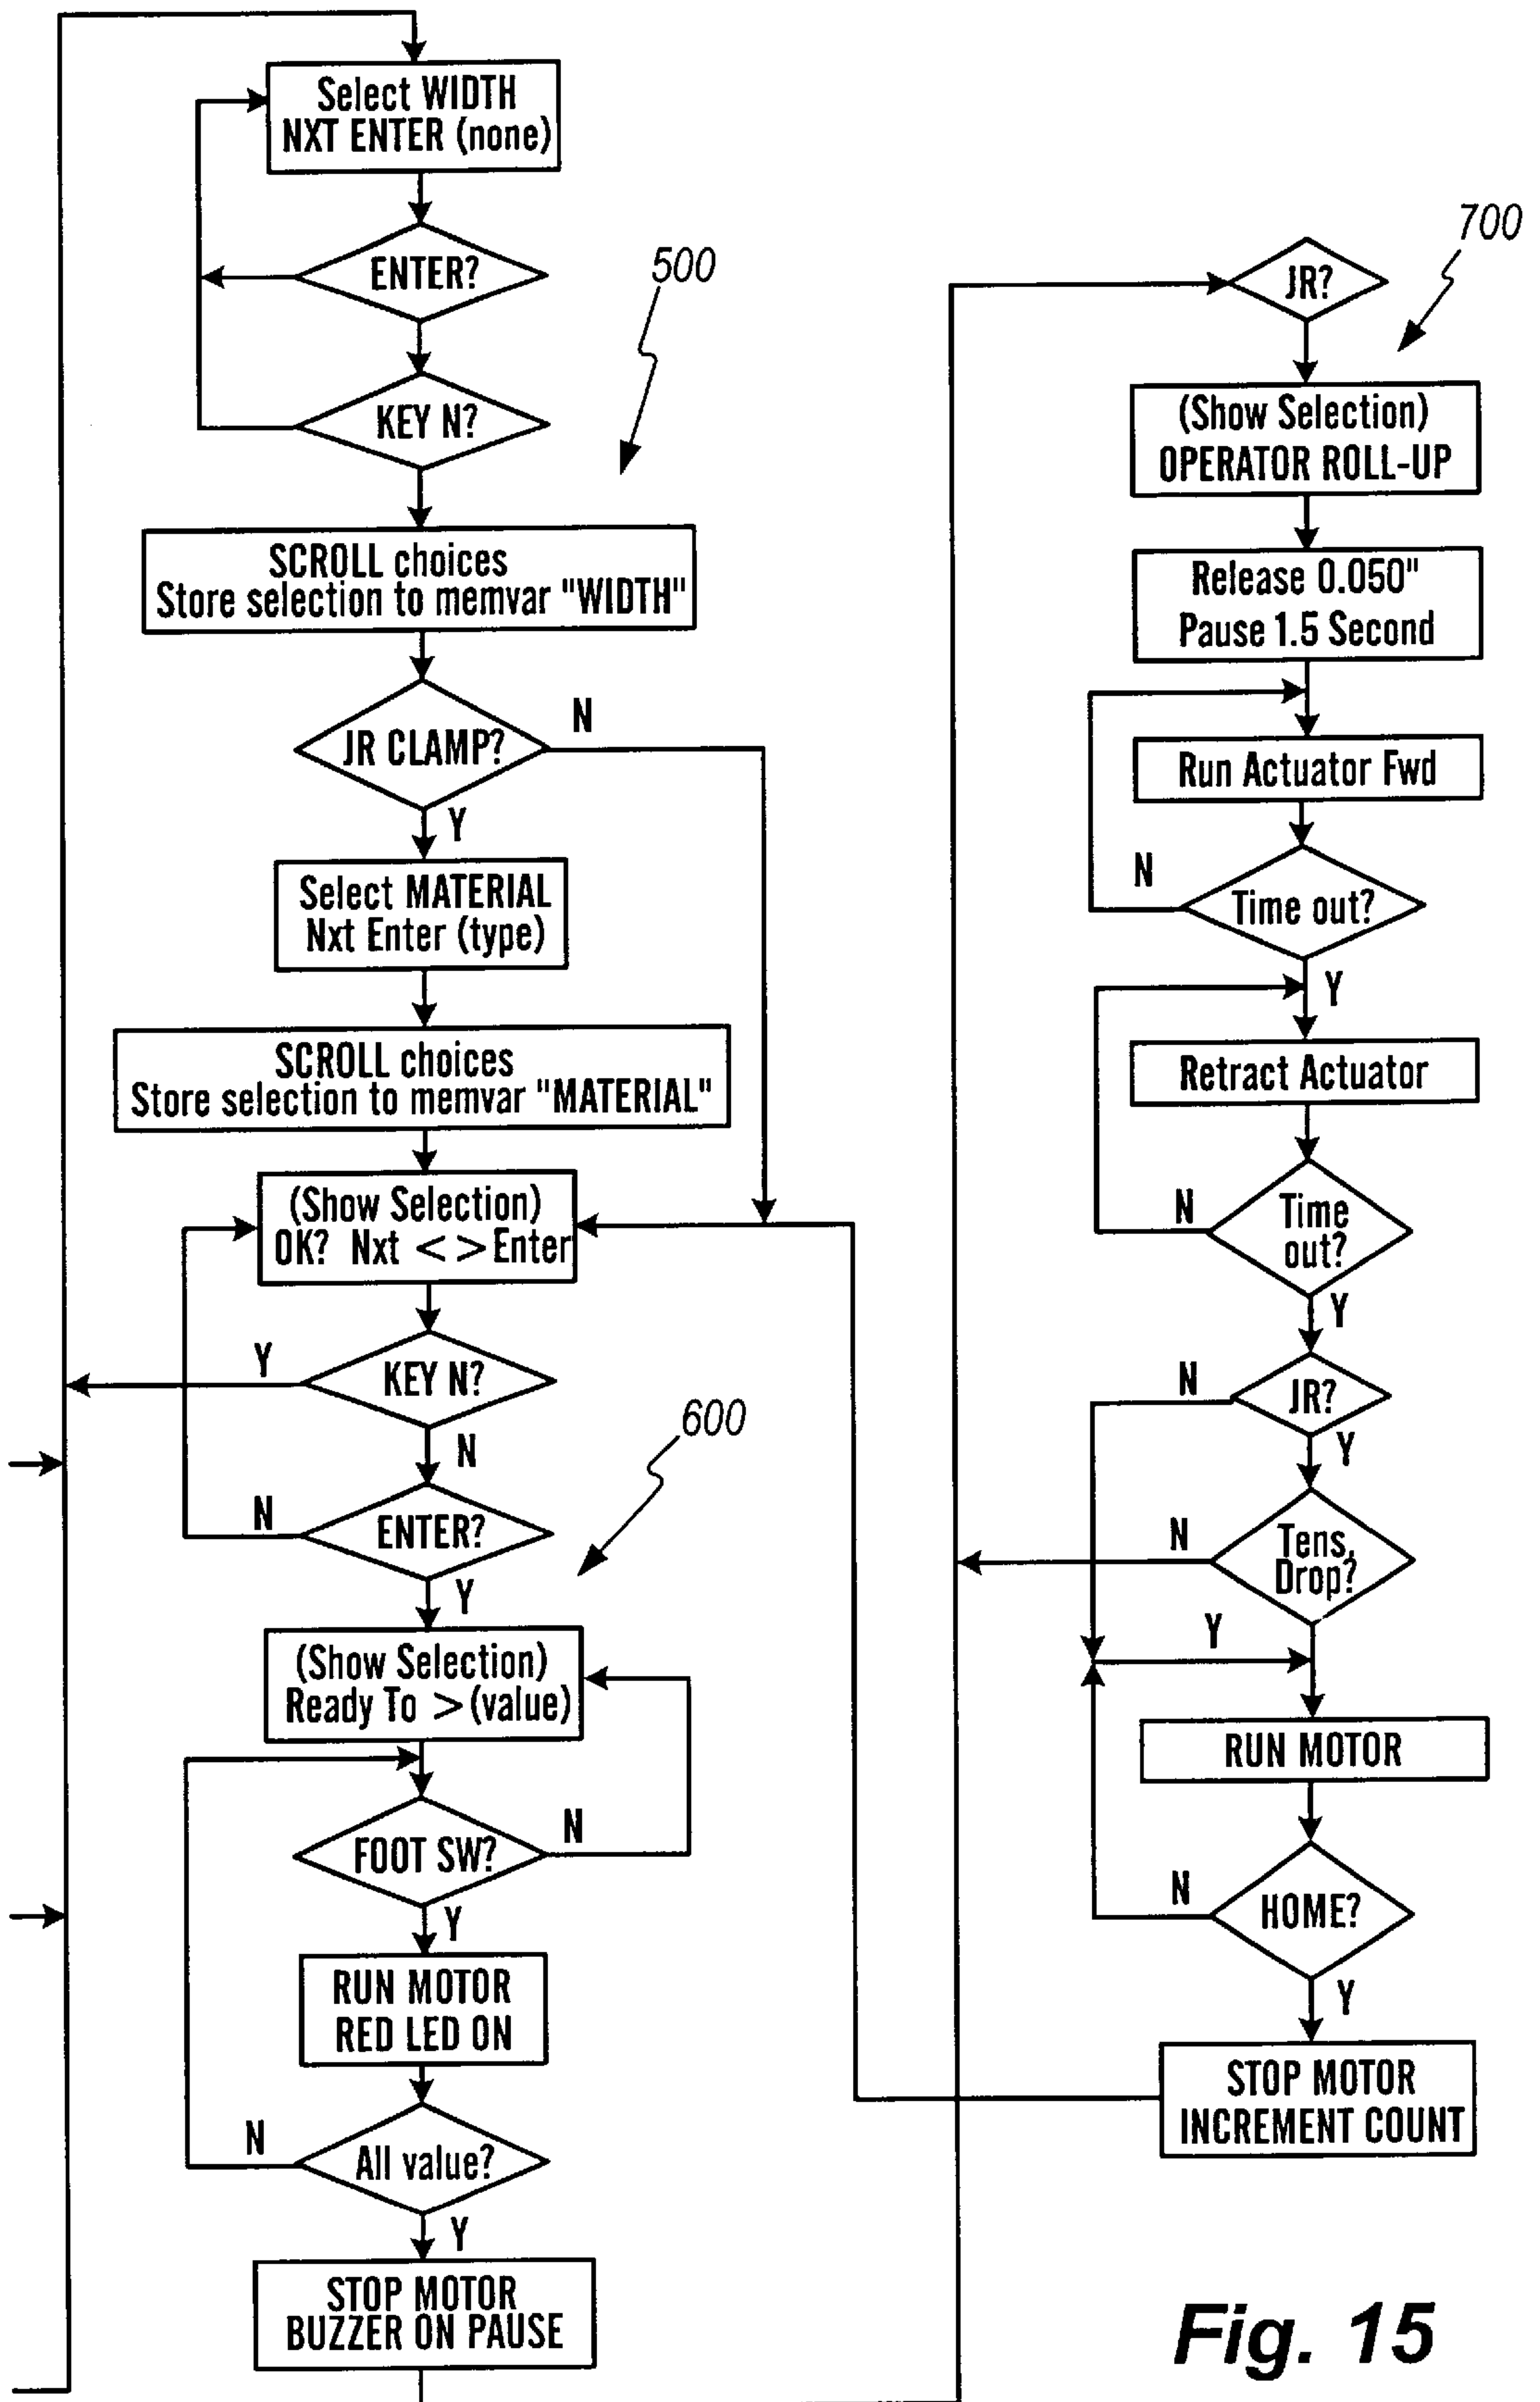 Select WIDTH
NXT ENTER (none)
ENTER?
KEY N?
500
SCROLL choices
Store selection to memvar "WIDTH"
JR CLAMP?
N
Y
Select MATERIAL
Nxt Enter (type)
SCROLL choices
Store selection to memvar "MATERIAL"
(Show Selection)
OK? Nxt < > Enter
KEY N?
Y
N
600
ENTER?
N
Y
(Show Selection)
Ready To > (value)
FOOT SW?
N
Y
RUN MOTOR
RED LED ON
All value?
N
Y
STOP MOTOR
BUZZER ON PAUSE
700
JR?
(Show Selection)
OPERATOR ROLL-UP
Release 0.050"
Pause 1.5 Second
Run Actuator Fwd
N
Time out?
Y
Retract Actuator
N
Time
out?
Y
N
JR?
Y
N
Tens,
Drop?
Y
RUN MOTOR
N
HOME?
Y
STOP MOTOR
INCREMENT COUNT
Fig. 15